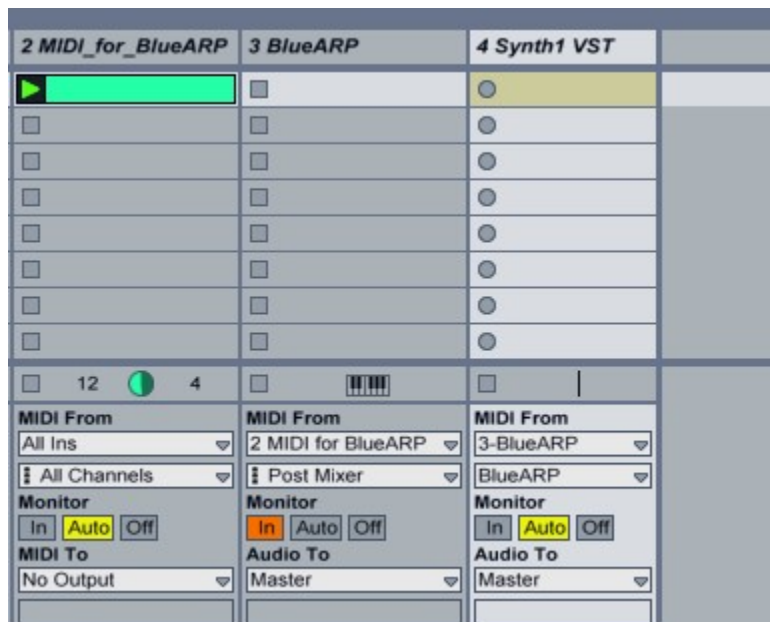 2 MIDI_for_BlueARP 3 BlueARP 4 Synth1 VST
12 4
MIDI From MIDI From MIDI From
All Ins 2 MIDI for BlueARP 3-BlueARP
All Channels Post Mixer BlueARP
Monitor Monitor Monitor
In Auto Off In Auto Off In Auto Off
MIDI To Audio To Audio To
No Output Master Master